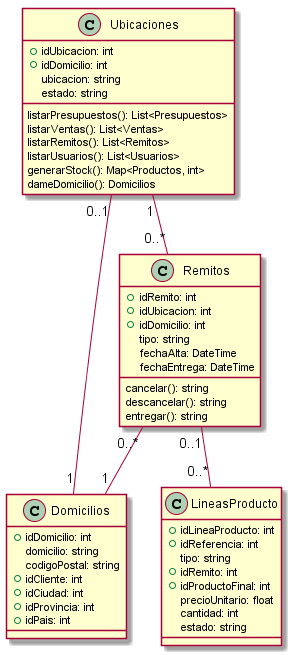 C Ubicaciones
idUbicacion: int
idDomicilio: int
ubicacion: string
estado: string
listarPresupuestos(): List<Presupuestos>
listarVentas(): List<Ventas>
listarRemitos(): List<Remitos>
listarUsuarios(): List<Usuarios>
generarStock(): Map<Productos, int>
dameDomicilio(): Domicilios
0..1
1
0..*
C Remitos
idRemito: int
idUbicacion: int
idDomicilio: int
tipo: string
fechaAlta: DateTime
fechaEntrega: DateTime
cancelar(): string
descancelar(): string
entregar(): string
0..*
0..1
1
1
0..*
C Domicilios
idDomicilio: int
domicilio: string
codigoPostal: string
idCliente: int
idCiudad: int
idProvincia: int
idPais: int
C LineasProducto
idLineaProducto: int
idReferencia: int
tipo: string
idRemito: int
idProductoFinal: int
precioUnitario: float
cantidad: int
estado: string